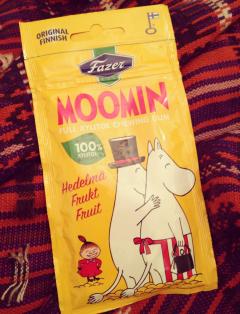 ORIGINAL
FINNISH
Fazer
MOOMIN
FULL XYLITOL CHEWING GUM
100%
XYLITOL
Hedelmä
Frukt
Fruit